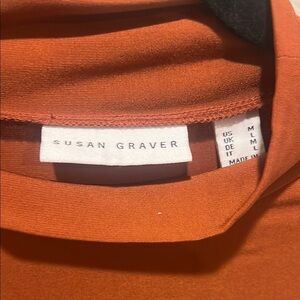 SUSAN GRAVER
US M
UK L
DE M
IT L
MADE IN